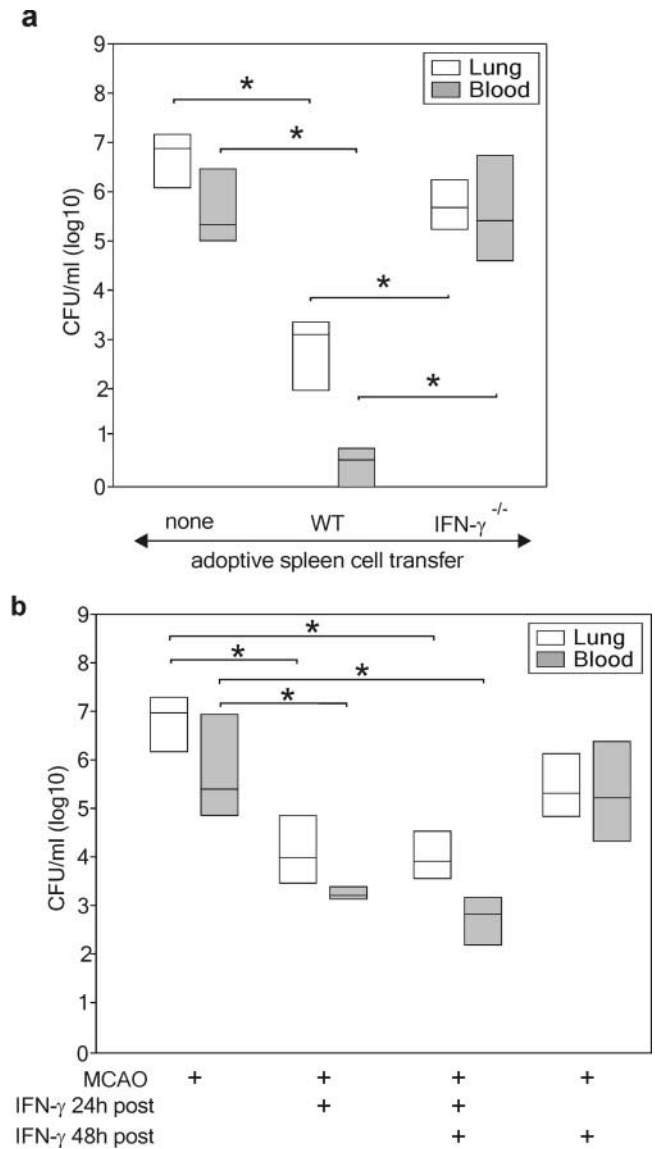 a
9
8
7
6
5
4
3
2
1
0
CFU/ml (log10)
Lung
Blood
*
*
*
*
none WT IFN-γ -/-
adoptive spleen cell transfer
b
9
8
7
6
5
4
3
2
1
0
CFU/ml (log10)
Lung
Blood
*
*
*
*
MCAO + + + +
IFN-γ 24h post + +
IFN-γ 48h post + +